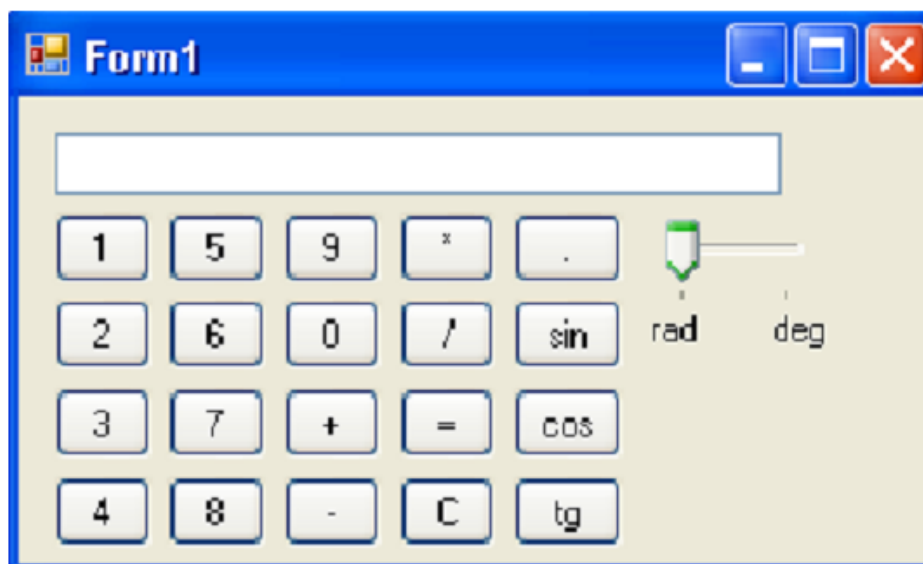 Form1
1 5 9 * .
2 6 0 / sin
rad deg
3 7 + = cos
4 8 - C tg